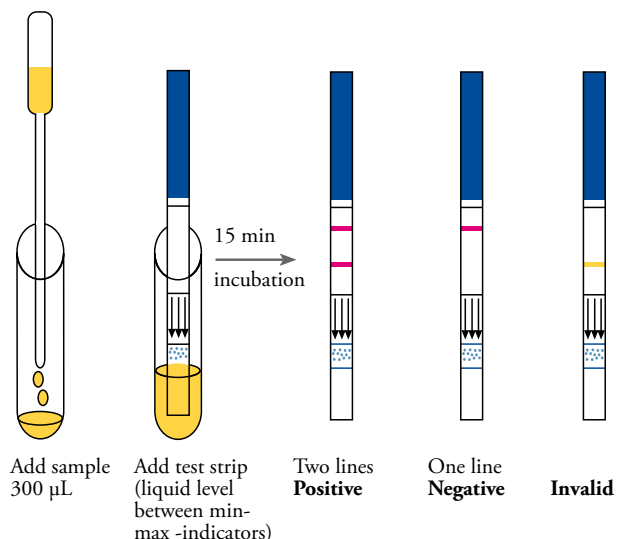 15 min
incubation
Add sample
300 µL
Add test strip
(liquid level
between min-
max -indicators)
Two lines
Positive
One line
Negative
Invalid